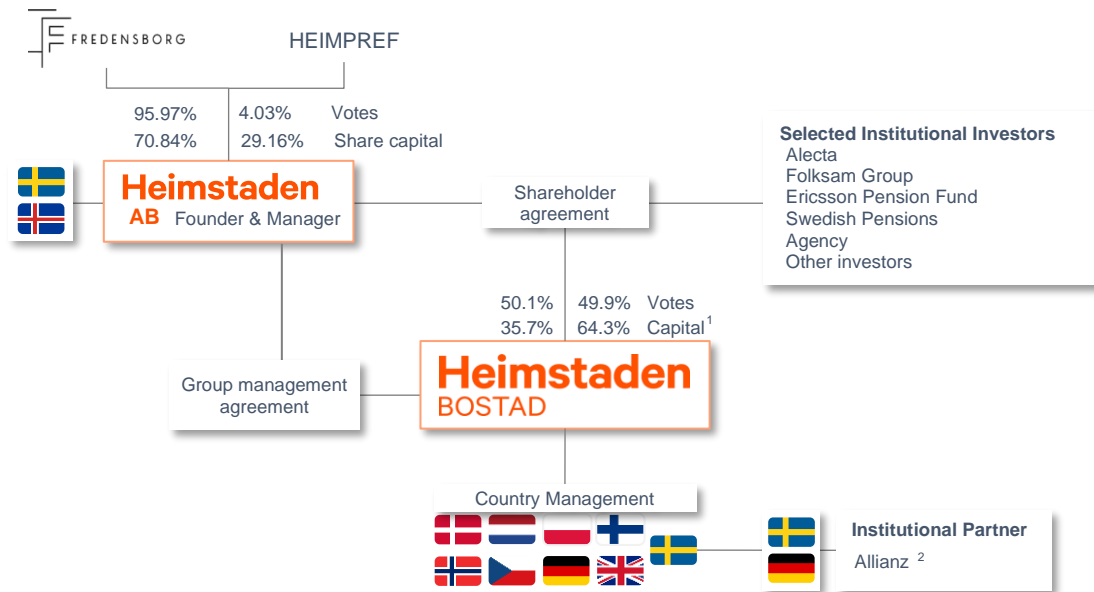 FREDENSBORG
HEIMPREF
95.97% 4.03% Votes
70.84% 29.16% Share capital
Heimstaden
AB Founder & Manager
Shareholder
agreement
Selected Institutional Investors
Alecta
Folksam Group
Ericsson Pension Fund
Swedish Pensions
Agency
Other investors
50.1% 49.9% Votes
35.7% 64.3% Capital¹
Group management
agreement
Heimstaden
BOSTAD
Country Management
Institutional Partner
Allianz ²